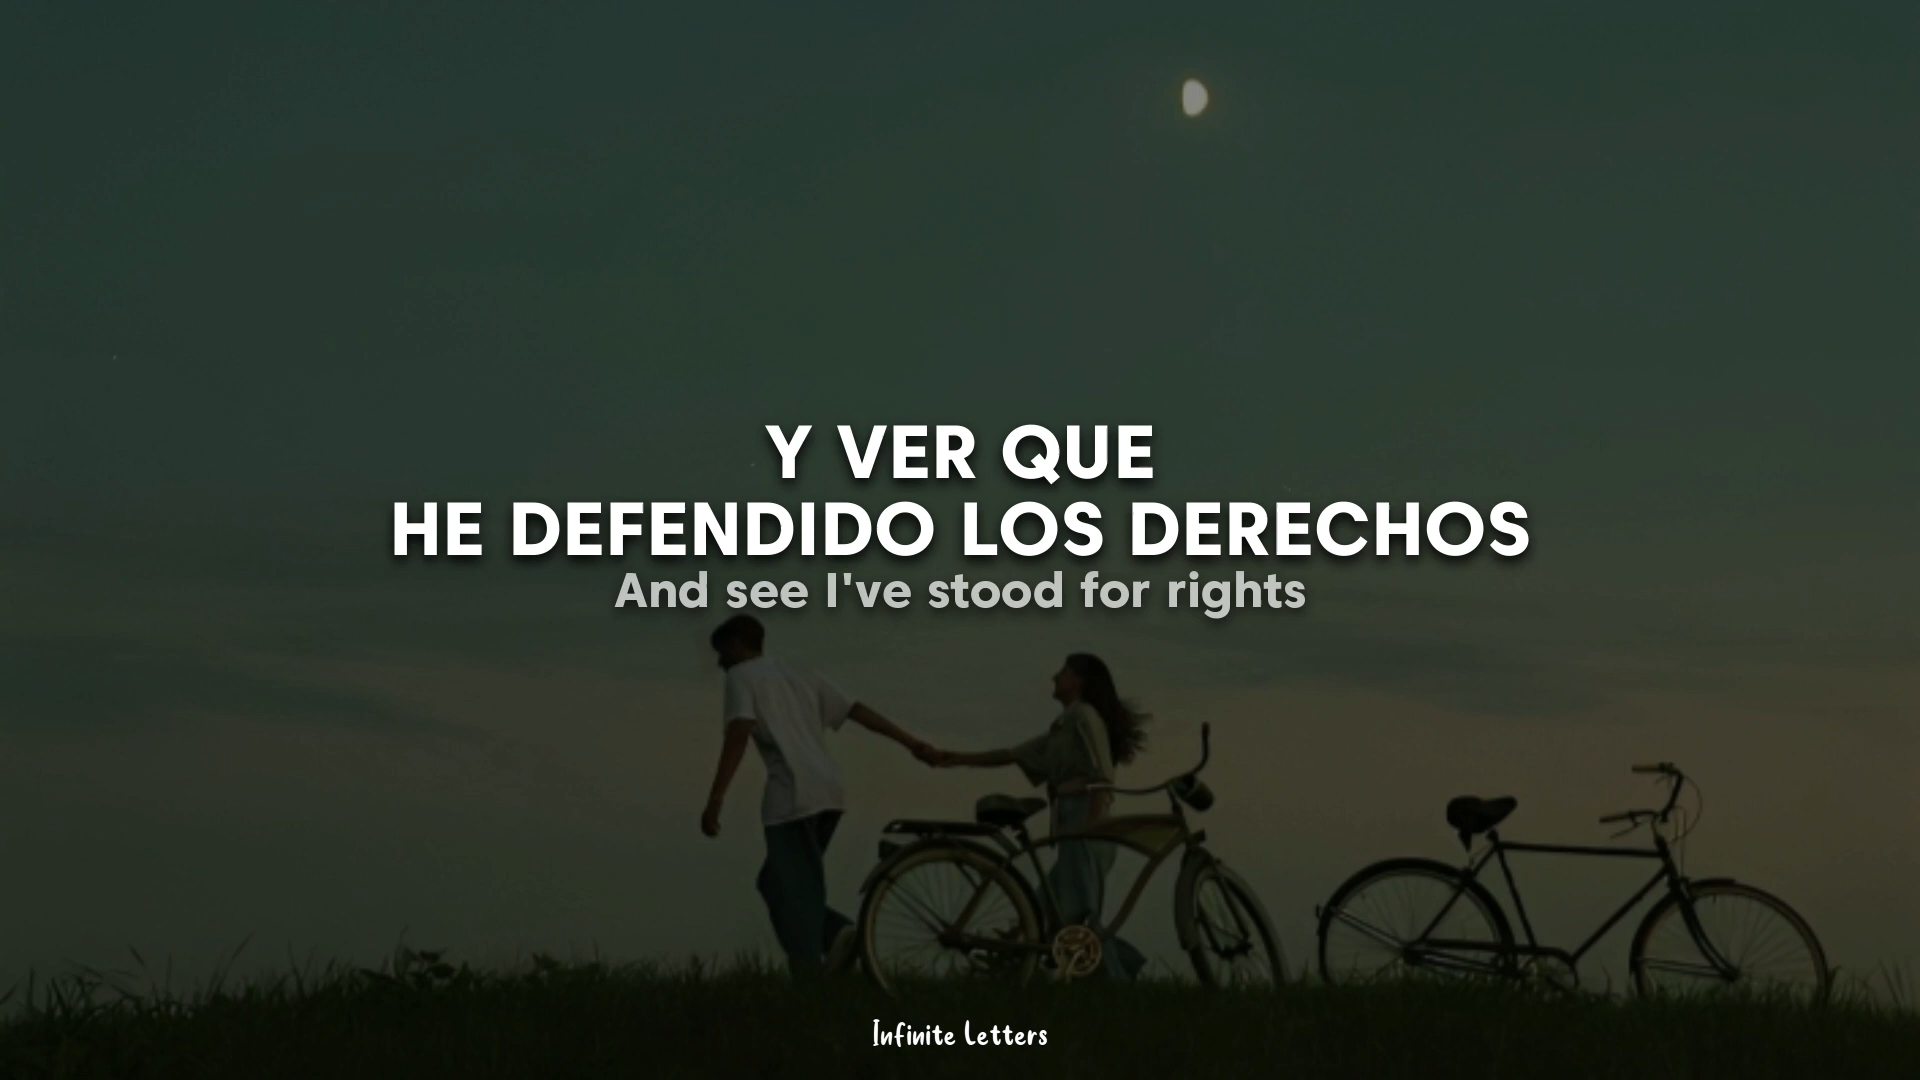 Y VER QUE
HE DEFENDIDO LOS DERECHOS
And see I've stood for rights
Infinite Letters